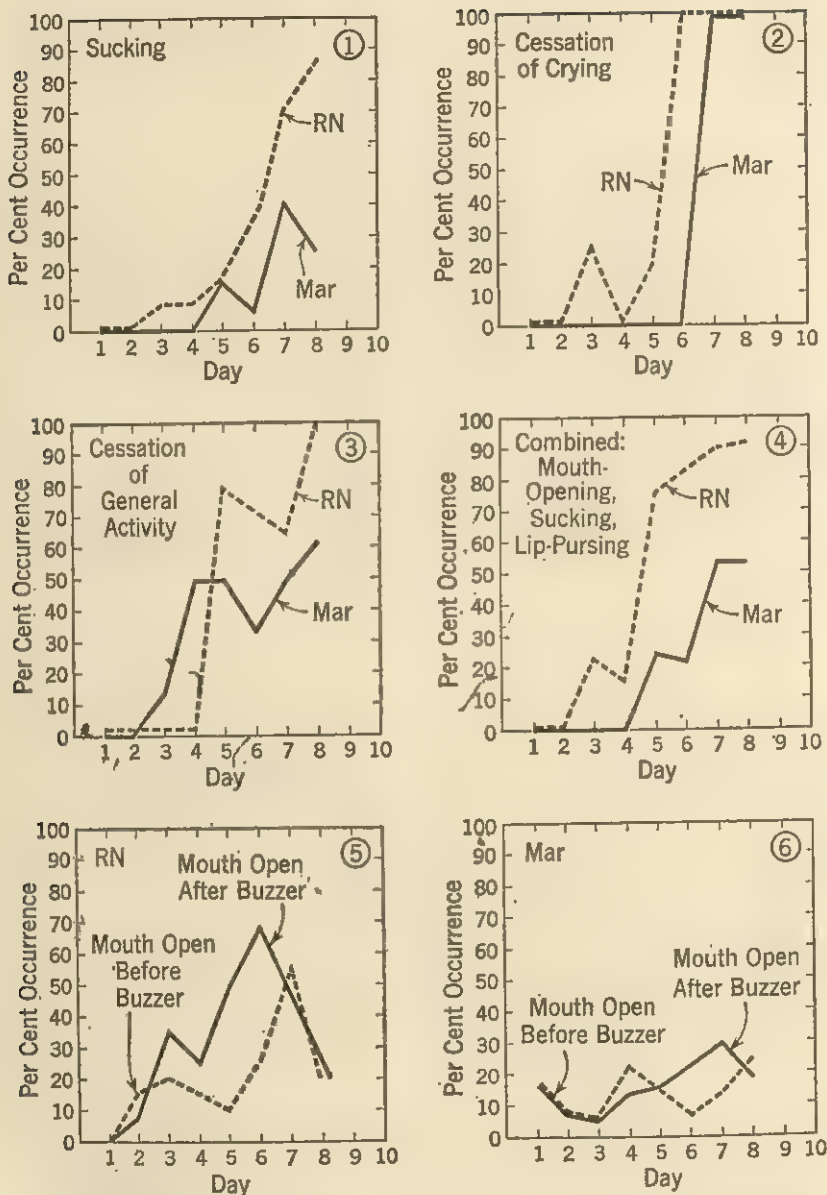 Sucking
①
Per Cent Occurrence
100
90
80
70
60
50
40
30
20
10
0
RN
Mar
1 2 3 4 5 6 7 8 9 10
Day
Cessation
of Crying
②
Per Cent Occurrence
100
90
80
70
60
50
40
30
20
10
0
RN
Mar
1 2 3 4 5 6 7 8 9 10
Day
Cessation
of
General
Activity
③
Per Cent Occurrence
100
90
80
70
60
50
40
30
20
10
0
RN
Mar
1 2 3 4 5 6 7 8 9 10
Day
Combined:
Mouth-
Opening,
Sucking,
Lip-Pursing
④
Per Cent Occurrence
100
90
80
70
60
50
40
30
20
10
0
RN
Mar
1 2 3 4 5 6 7 8 9 10
Day
RN
⑤
Per Cent Occurrence
100
90
80
70
60
50
40
30
20
10
0
Mouth Open
After Buzzer
Mouth Open
Before
Buzzer
1 2 3 4 5 6 7 8 9 10
Day
Mar
⑥
Per Cent Occurrence
100
90
80
70
60
50
40
30
20
10
0
Mouth Open
After Buzzer
Mouth Open
Before Buzzer
1 2 3 4 5 6 7 8 9 10
Day